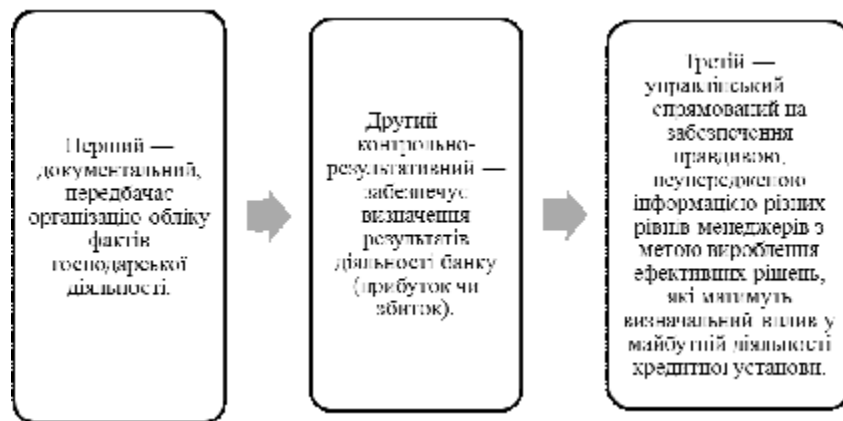 Перший —
документальний,
передбачає
організацію обліку
фактів
господарської
діяльності.
Другий
контрольно-
результативний —
забезпечує
визначення
результатів
діяльності банку
(прибуток чи
збиток).
Третій —
управлінський
спрямований на
забезпечення
правдивою,
неупередженою
інформацією різних
рівнів менеджерів з
метою вироблення
ефективних рішень,
які матимуть
визначальний вплив у
майбутній діяльності
кредитної установи.